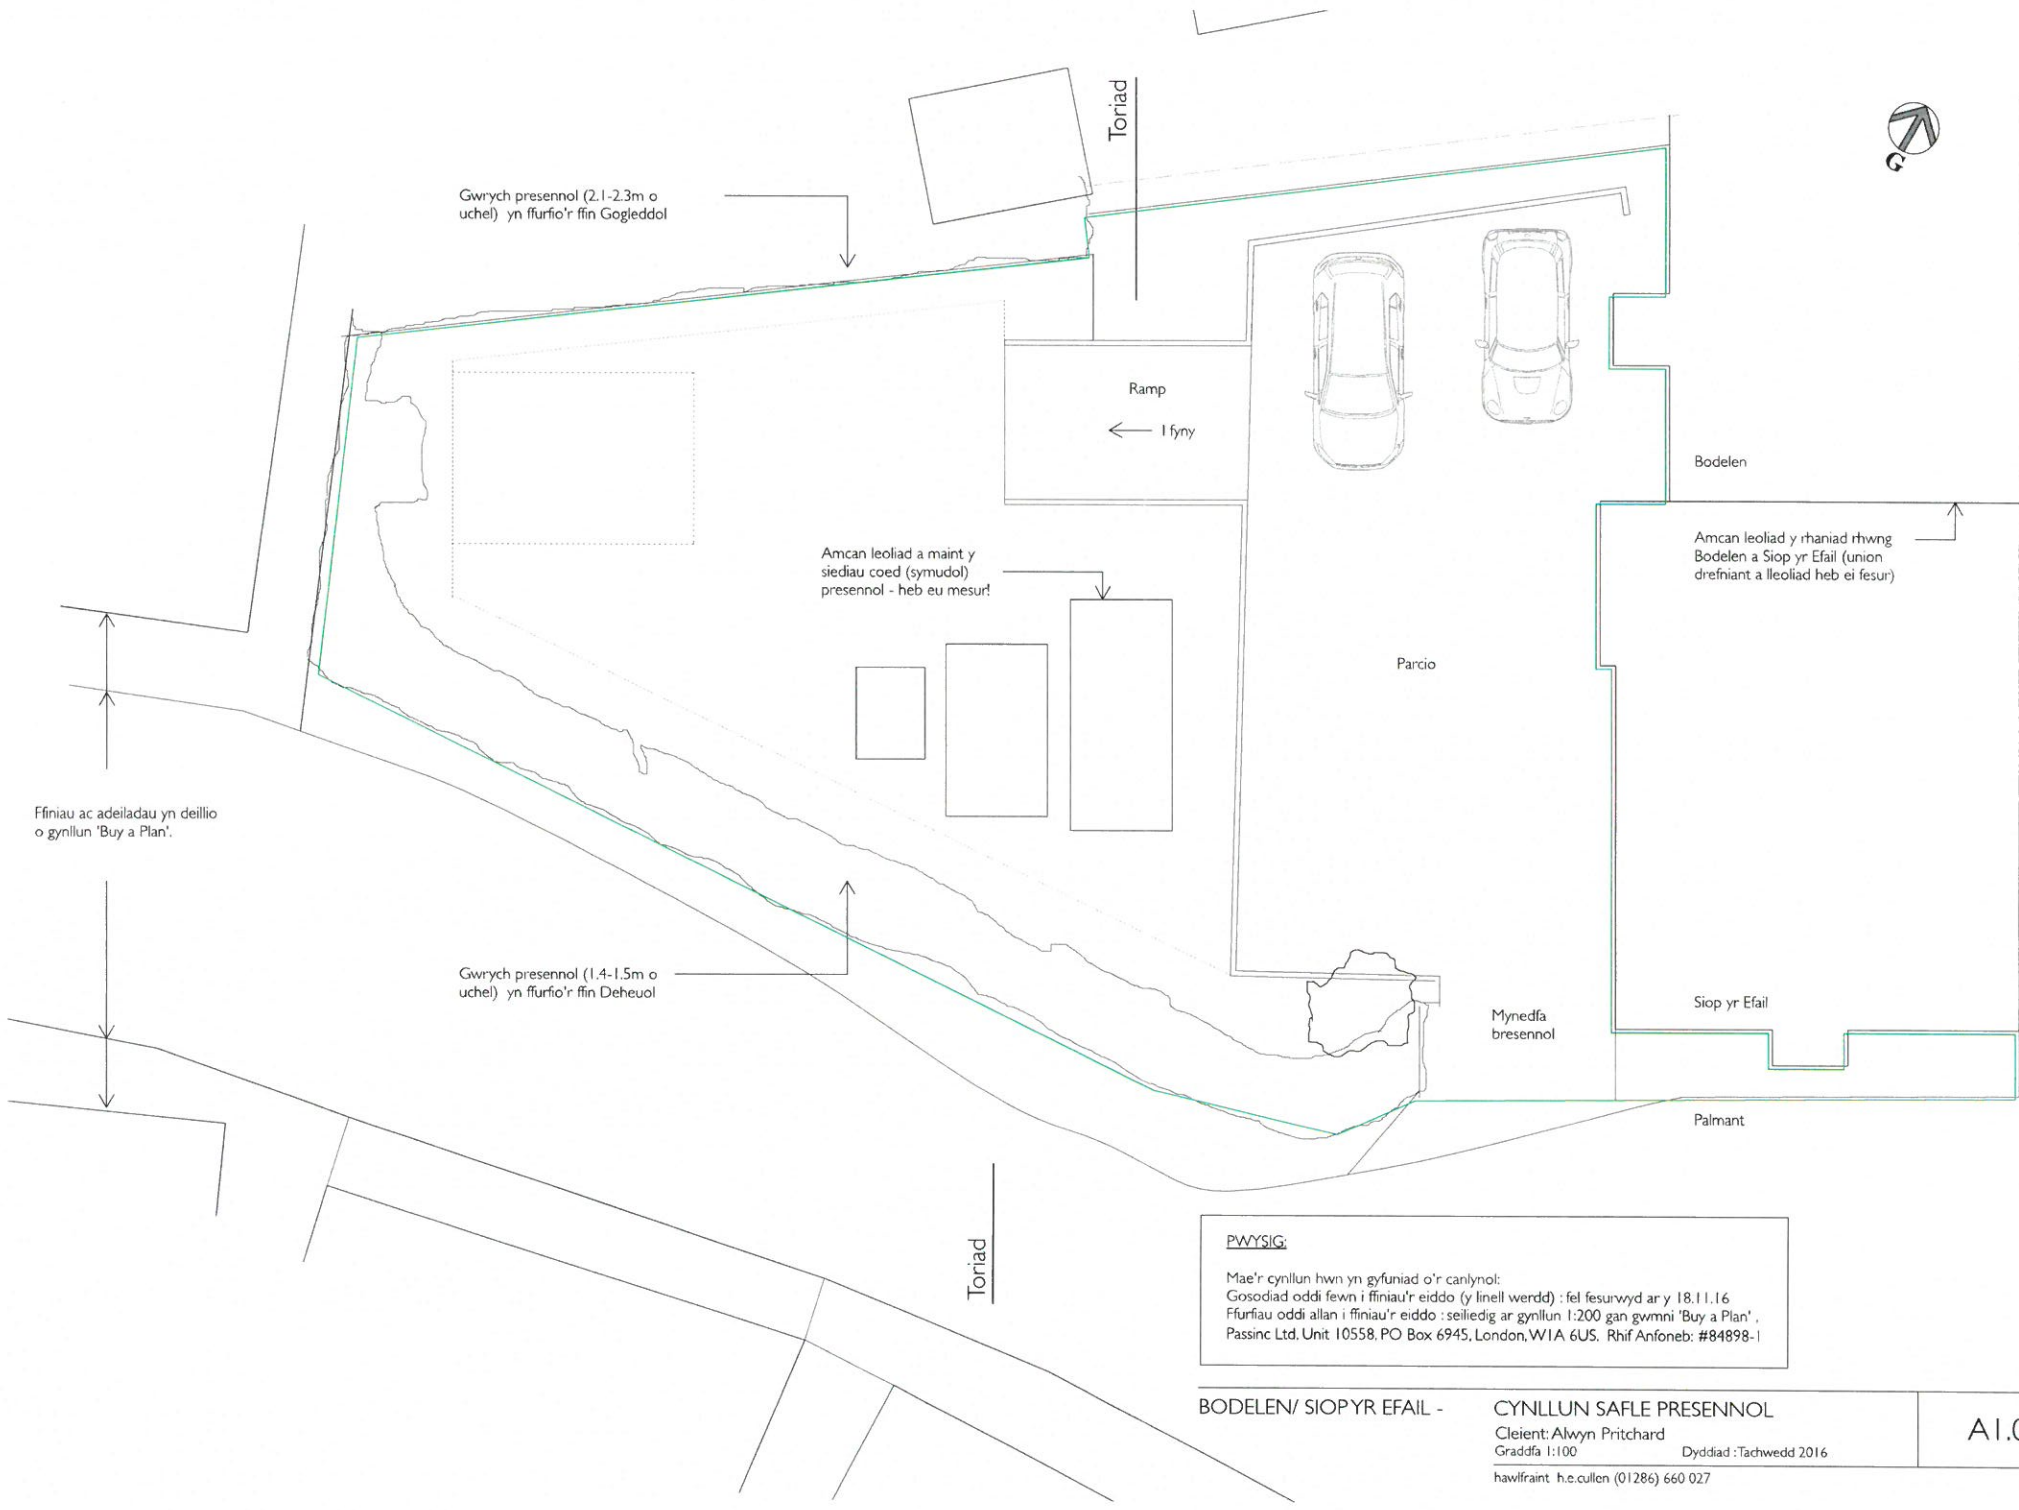 Toriad
G
Gwrych presennol (2.1-2.3m o
uchel) yn ffurfio'r ffin Gogleddol
Ramp
I fyny
Bodelen
Amcan leoliad y rhaniad rhwng
Bodelen a Siop yr Efail (union
drefniant a lleoliad heb ei fesur)
Amcan leoliad a maint y
siediau coed (symudol)
presennol - heb eu mesur!
Parcio
Ffiniau ac adeiladau yn deillio
o gynllun 'Buy a Plan'.
Gwrych presennol (1.4-1.5m o
uchel) yn ffurfio'r ffin Deheuol
Siop yr Efail
Mynedfa
bresennol
Palmant
Toriad
PWYSIG:
Mae'r cynllun hwn yn gyfuniad o'r canlynol:
Gosodiad oddi fewn i ffiniau'r eiddo (y linell werdd) : fel fesurwyd ar y 18.11.16
Ffurfiau oddi allan i ffiniau'r eiddo : seiliedig ar gynllun 1:200 gan gwmni 'Buy a Plan' ,
Passinc Ltd, Unit 10558, PO Box 6945, London, W1A 6US. Rhif Anfoneb: #84898-1
BODELEN/ SIOP YR EFAIL -
CYNLLUN SAFLE PRESENNOL
Cleient: Alwyn Pritchard
Graddfa 1:100 Dyddiad : Tachwedd 2016
hawlfraint h.e.cullen (01286) 660 027